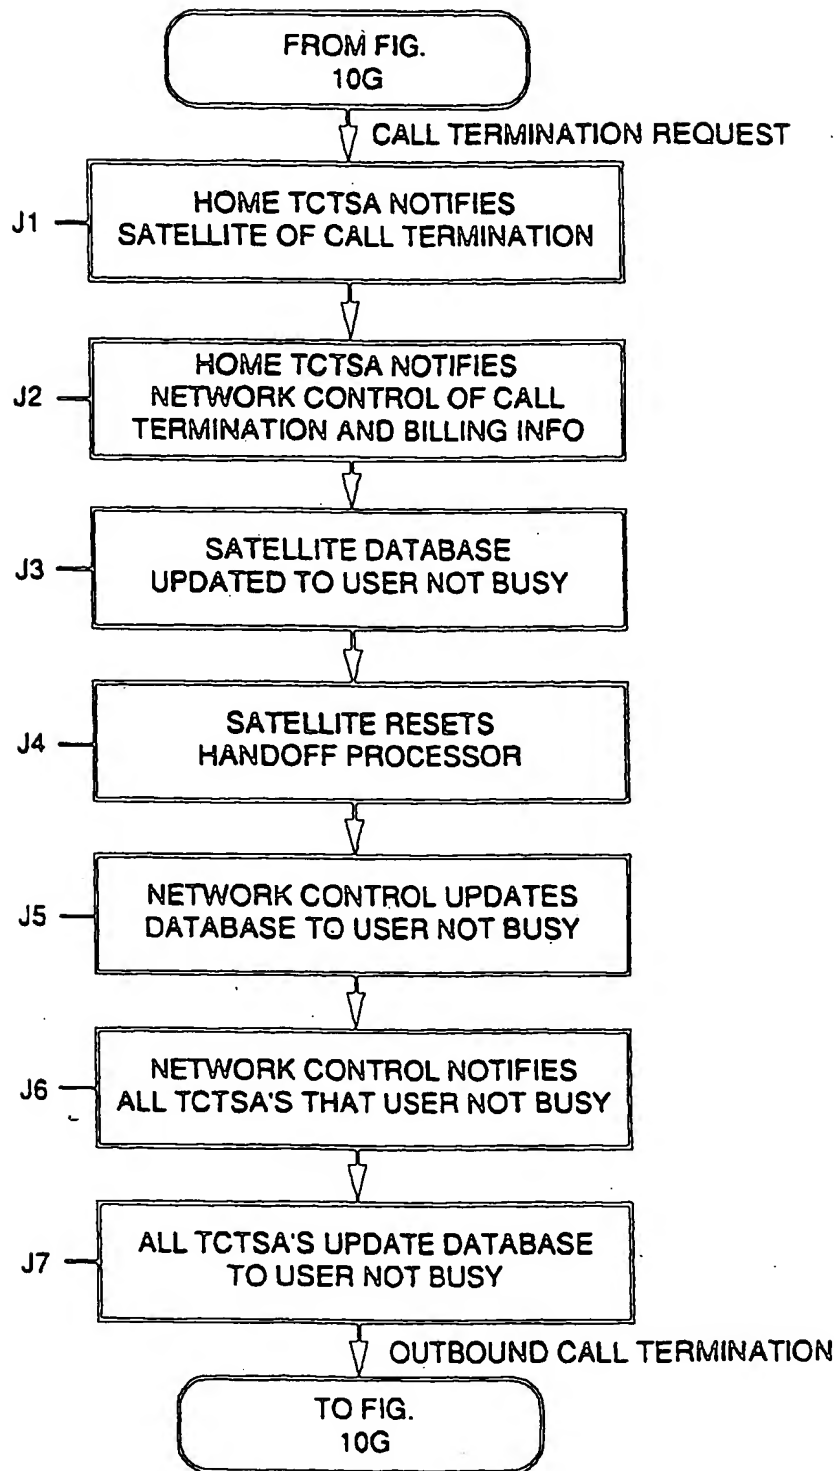 FROM FIG.
10G
CALL TERMINATION REQUEST
J1
HOME TCTSA NOTIFIES
SATELLITE OF CALL TERMINATION
J2
HOME TCTSA NOTIFIES
NETWORK CONTROL OF CALL
TERMINATION AND BILLING INFO
J3
SATELLITE DATABASE
UPDATED TO USER NOT BUSY
J4
SATELLITE RESETS
HANDOFF PROCESSOR
J5
NETWORK CONTROL UPDATES
DATABASE TO USER NOT BUSY
J6
NETWORK CONTROL NOTIFIES
ALL TCTSA'S THAT USER NOT BUSY
J7
ALL TCTSA'S UPDATE DATABASE
TO USER NOT BUSY
OUTBOUND CALL TERMINATION
TO FIG.
10G